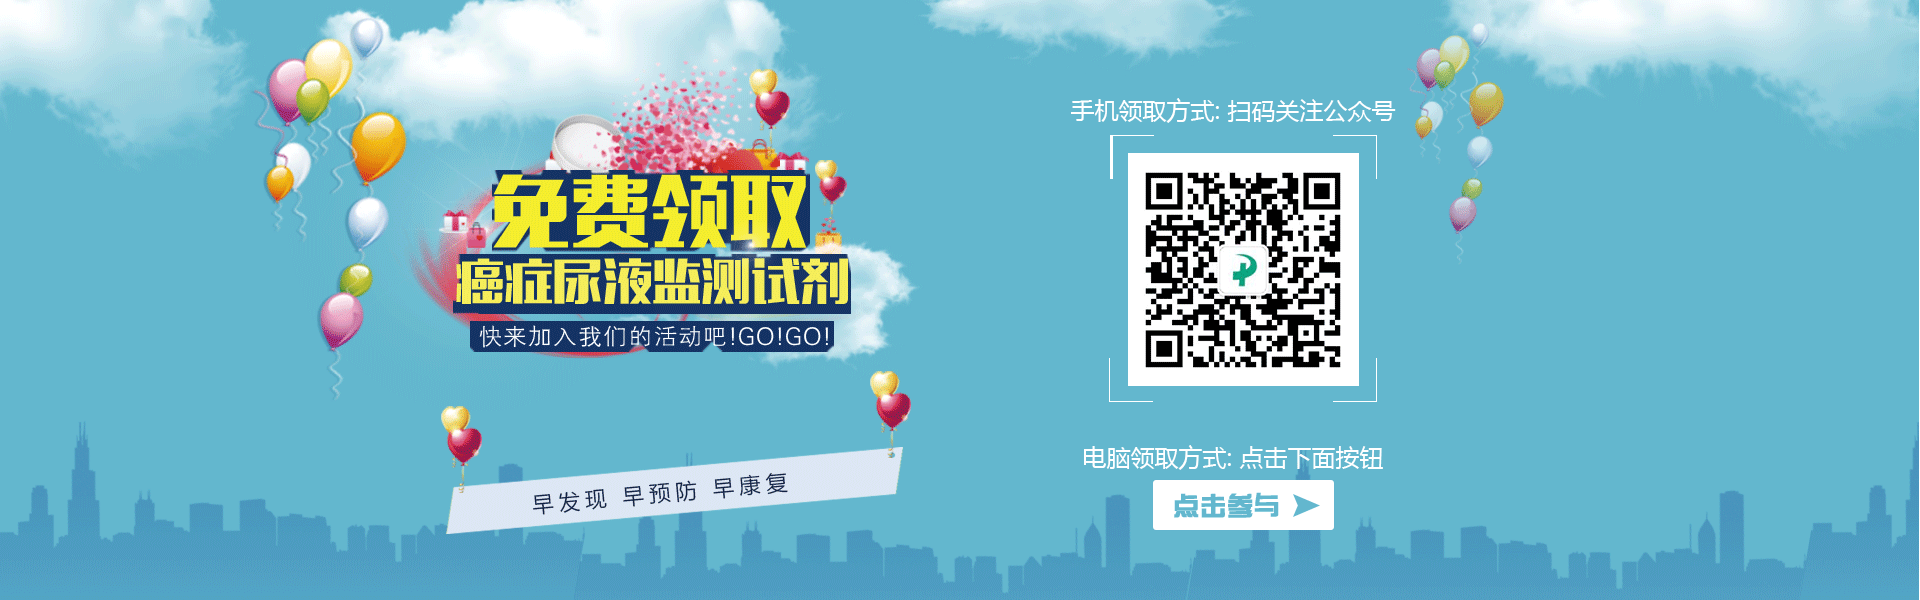 免费领取
癌症尿液监测试剂
快来加入我们的活动吧!GO!GO!
早发现 早预防 早康复
手机领取方式: 扫码关注公众号
电脑领取方式: 点击下面按钮
点击参与